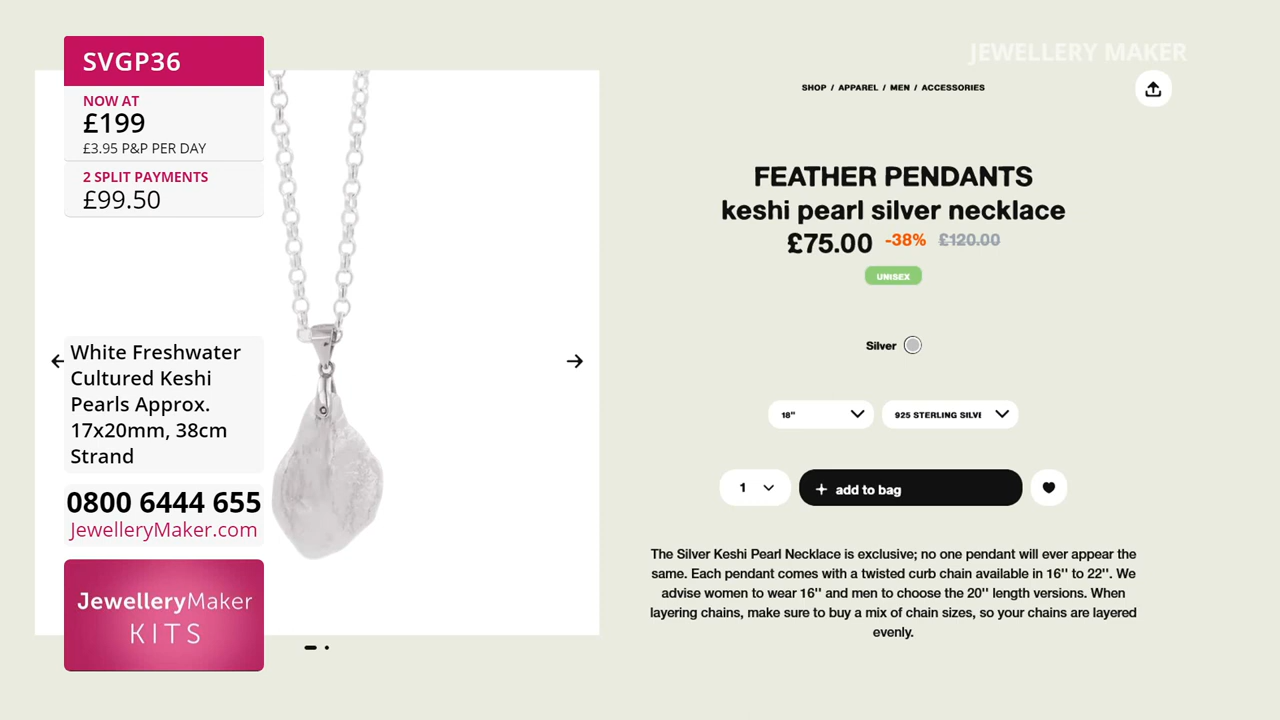 SVGP36
NOW AT
£199
£3.95 P&P PER DAY
2 SPLIT PAYMENTS
£99.50
White Freshwater
Cultured Keshi
Pearls Approx.
17x20mm, 38cm
Strand
0800 6444 655
JewelleryMaker.com
JewelleryMaker
KITS
JEWELLERY MAKER
SHOP / APPAREL / MEN / ACCESSORIES
FEATHER PENDANTS
keshi pearl silver necklace
£75.00 -38% £120.00
UNISEX
Silver
18" 925 STERLING SILVE
1 + add to bag
The Silver Keshi Pearl Necklace is exclusive; no one pendant will ever appear the
same. Each pendant comes with a twisted curb chain available in 16'' to 22''. We
advise women to wear 16'' and men to choose the 20'' length versions. When
layering chains, make sure to buy a mix of chain sizes, so your chains are layered
evenly.